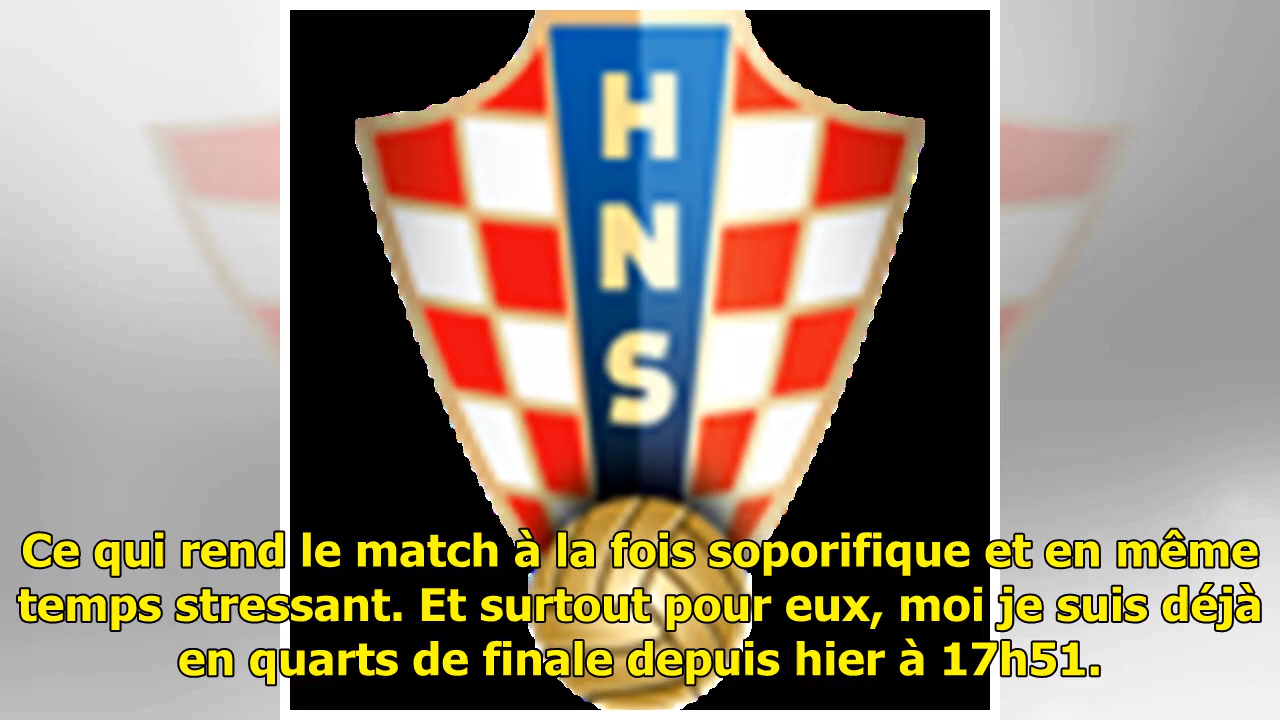 H
N
S
Ce qui rend le match à la fois soporifique et en même
temps stressant. Et surtout pour eux, moi je suis déjà
en quarts de finale depuis hier à 17h51.